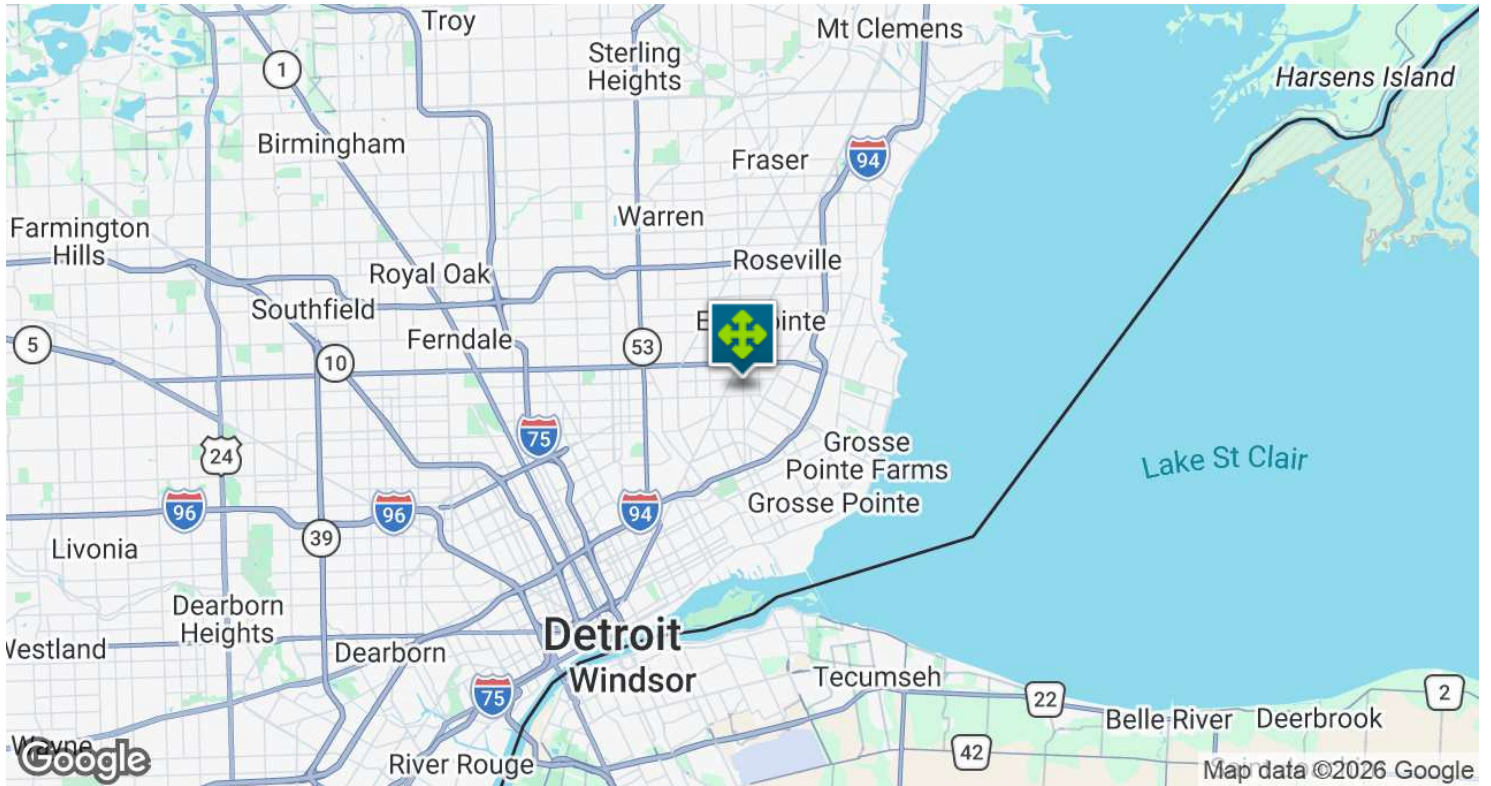 Troy
Mt Clemens
Sterling
Heights
Harsens Island
1
Birmingham
Fraser
94
Farmington
Hills
Warren
Roseville
Royal Oak
Southfield
Ferndale
5
10
53
75
24
Grosse
Pointe Farms
Grosse Pointe
Lake St Clair
96
96
94
39
Livonia
Dearborn
Heights
Westland
Dearborn
Detroit
Windsor
75
Tecumseh
22
2
Belle River
Deerbrook
42
Wayne
Google
River Rouge
Map data ©2026 Google